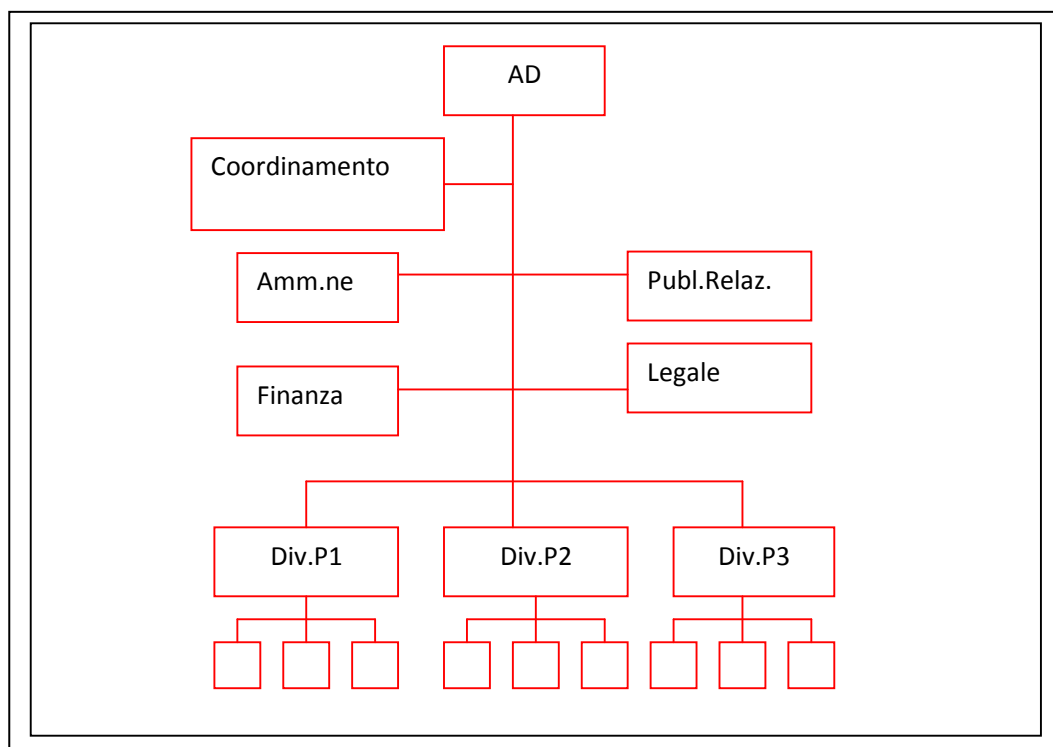 AD
Coordinamento
Amm.ne
Publ.Relaz.
Finanza
Legale
Div.P1
Div.P2
Div.P3